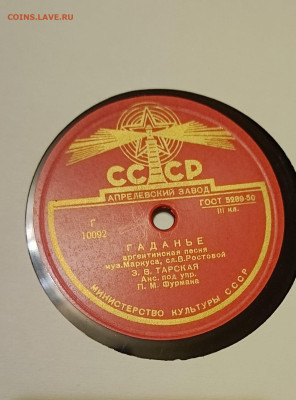 COINS.LAVE.RU
СССР
АПРЕЛЕВСКИЙ ЗАВОД
ГОСТ 5289-50
III кл.
Г
10092
ГАДАНЬЕ
аргентинская песня
муз.Маркуса, сл.В.Ростовой
З. В. ТАРСКАЯ
Анс. под упр.
П. М. Фурмана
МИНИСТЕРСТВО КУЛЬТУРЫ СССР